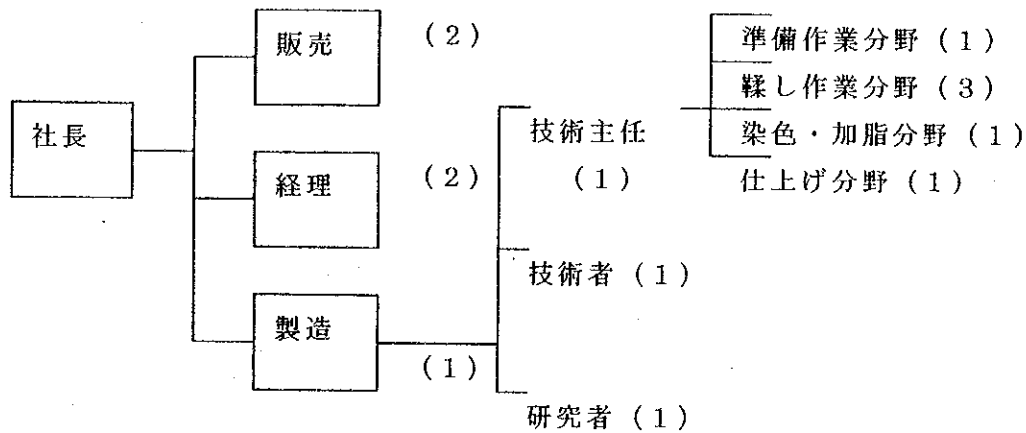 社長
販売 (2)
経理 (2)
製造 (1)
技術主任 (1)
技術者 (1)
研究者 (1)
準備作業分野 (1)
鞣し作業分野 (3)
染色・加脂分野 (1)
仕上げ分野 (1)